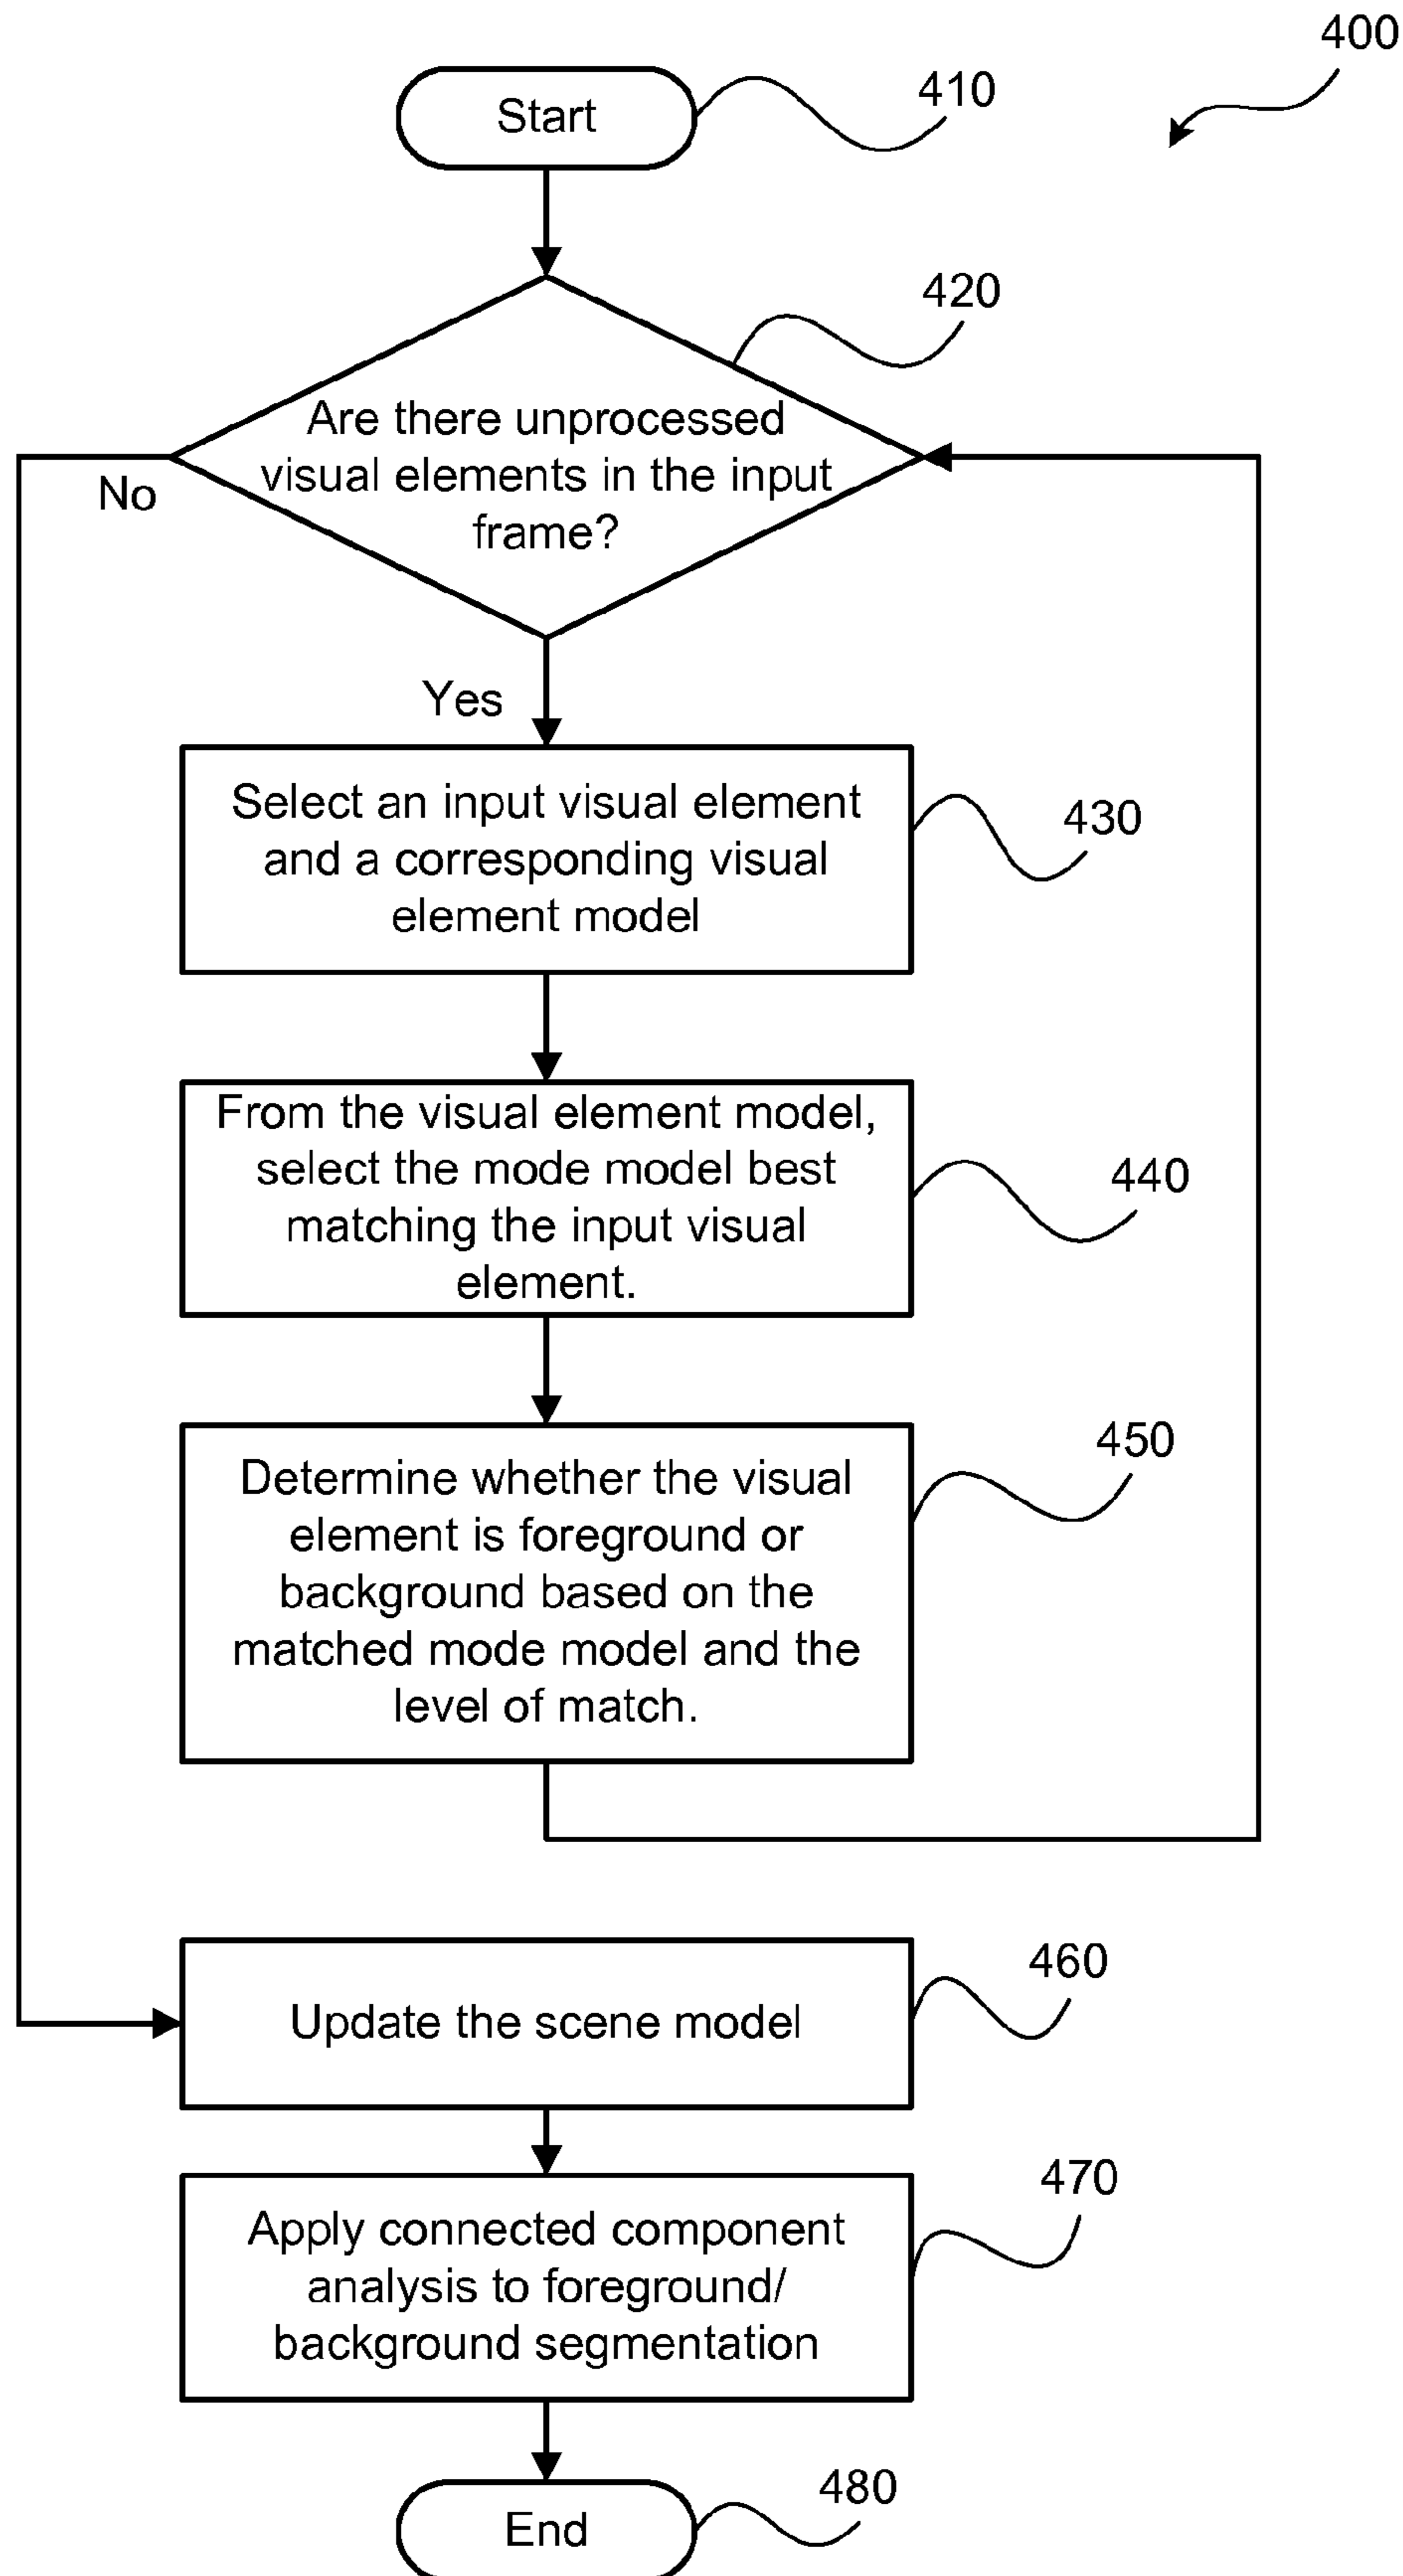 400
Start
410
420
Are there unprocessed
visual elements in the input
frame?
No
Yes
Select an input visual element
and a corresponding visual
element model
430
From the visual element model,
select the mode model best
matching the input visual
element.
440
Determine whether the visual
element is foreground or
background based on the
matched mode model and the
level of match.
450
Update the scene model
460
Apply connected component
analysis to foreground/
background segmentation
470
End
480